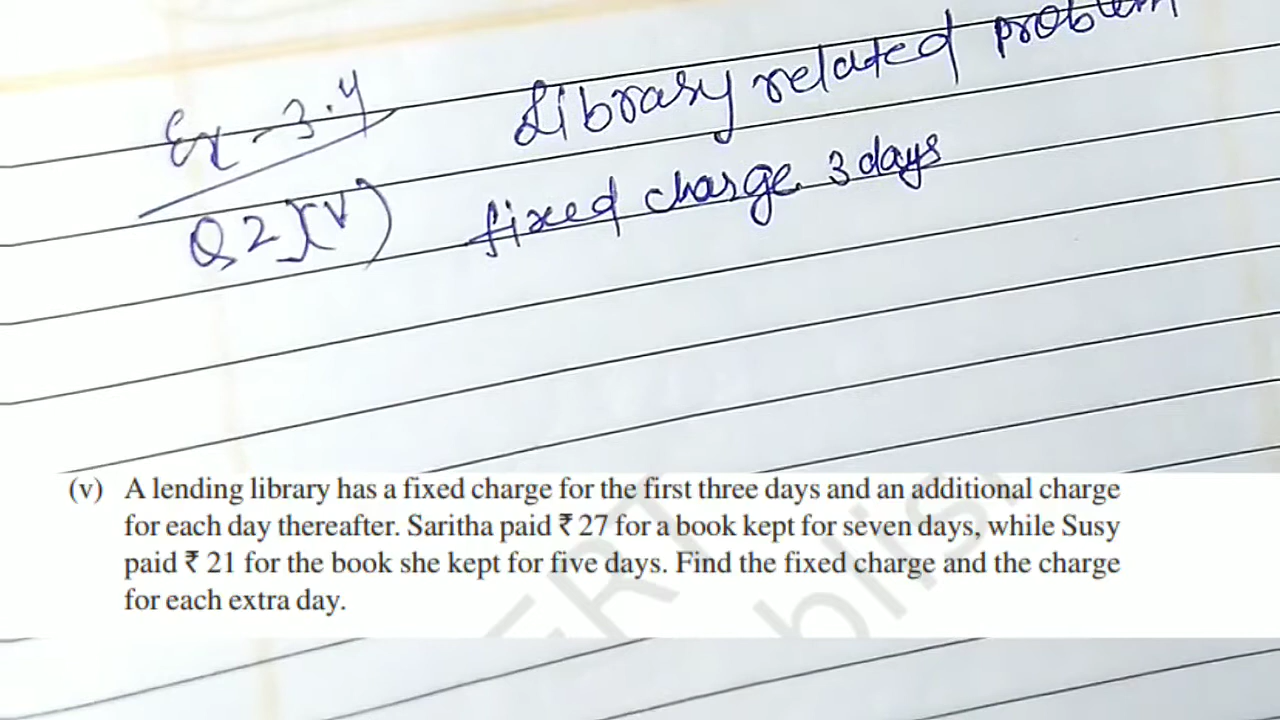 Ex - 3.4
Library related problem
Q2)(v)
fixed charge 3 days
(v) A lending library has a fixed charge for the first three days and an additional charge
for each day thereafter. Saritha paid ₹ 27 for a book kept for seven days, while Susy
paid ₹ 21 for the book she kept for five days. Find the fixed charge and the charge
for each extra day.